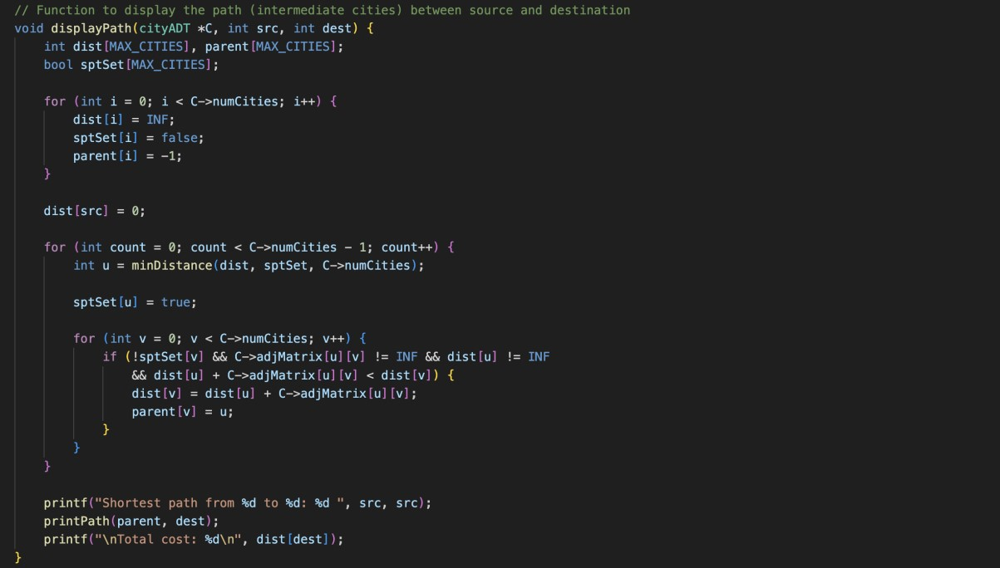 // Function to display the path (intermediate cities) between source and destination
void displayPath(cityADT *C, int src, int dest) {
    int dist[MAX_CITIES], parent[MAX_CITIES];
    bool sptSet[MAX_CITIES];

    for (int i = 0; i < C->numCities; i++) {
        dist[i] = INF;
        sptSet[i] = false;
        parent[i] = -1;
    }

    dist[src] = 0;

    for (int count = 0; count < C->numCities - 1; count++) {
        int u = minDistance(dist, sptSet, C->numCities);

        sptSet[u] = true;

        for (int v = 0; v < C->numCities; v++) {
            if (!sptSet[v] && C->adjMatrix[u][v] != INF && dist[u] != INF
                && dist[u] + C->adjMatrix[u][v] < dist[v]) {
                dist[v] = dist[u] + C->adjMatrix[u][v];
                parent[v] = u;
            }
        }
    }

    printf("Shortest path from %d to %d: %d ", src, src);
    printPath(parent, dest);
    printf("\nTotal cost: %d\n", dist[dest]);
}